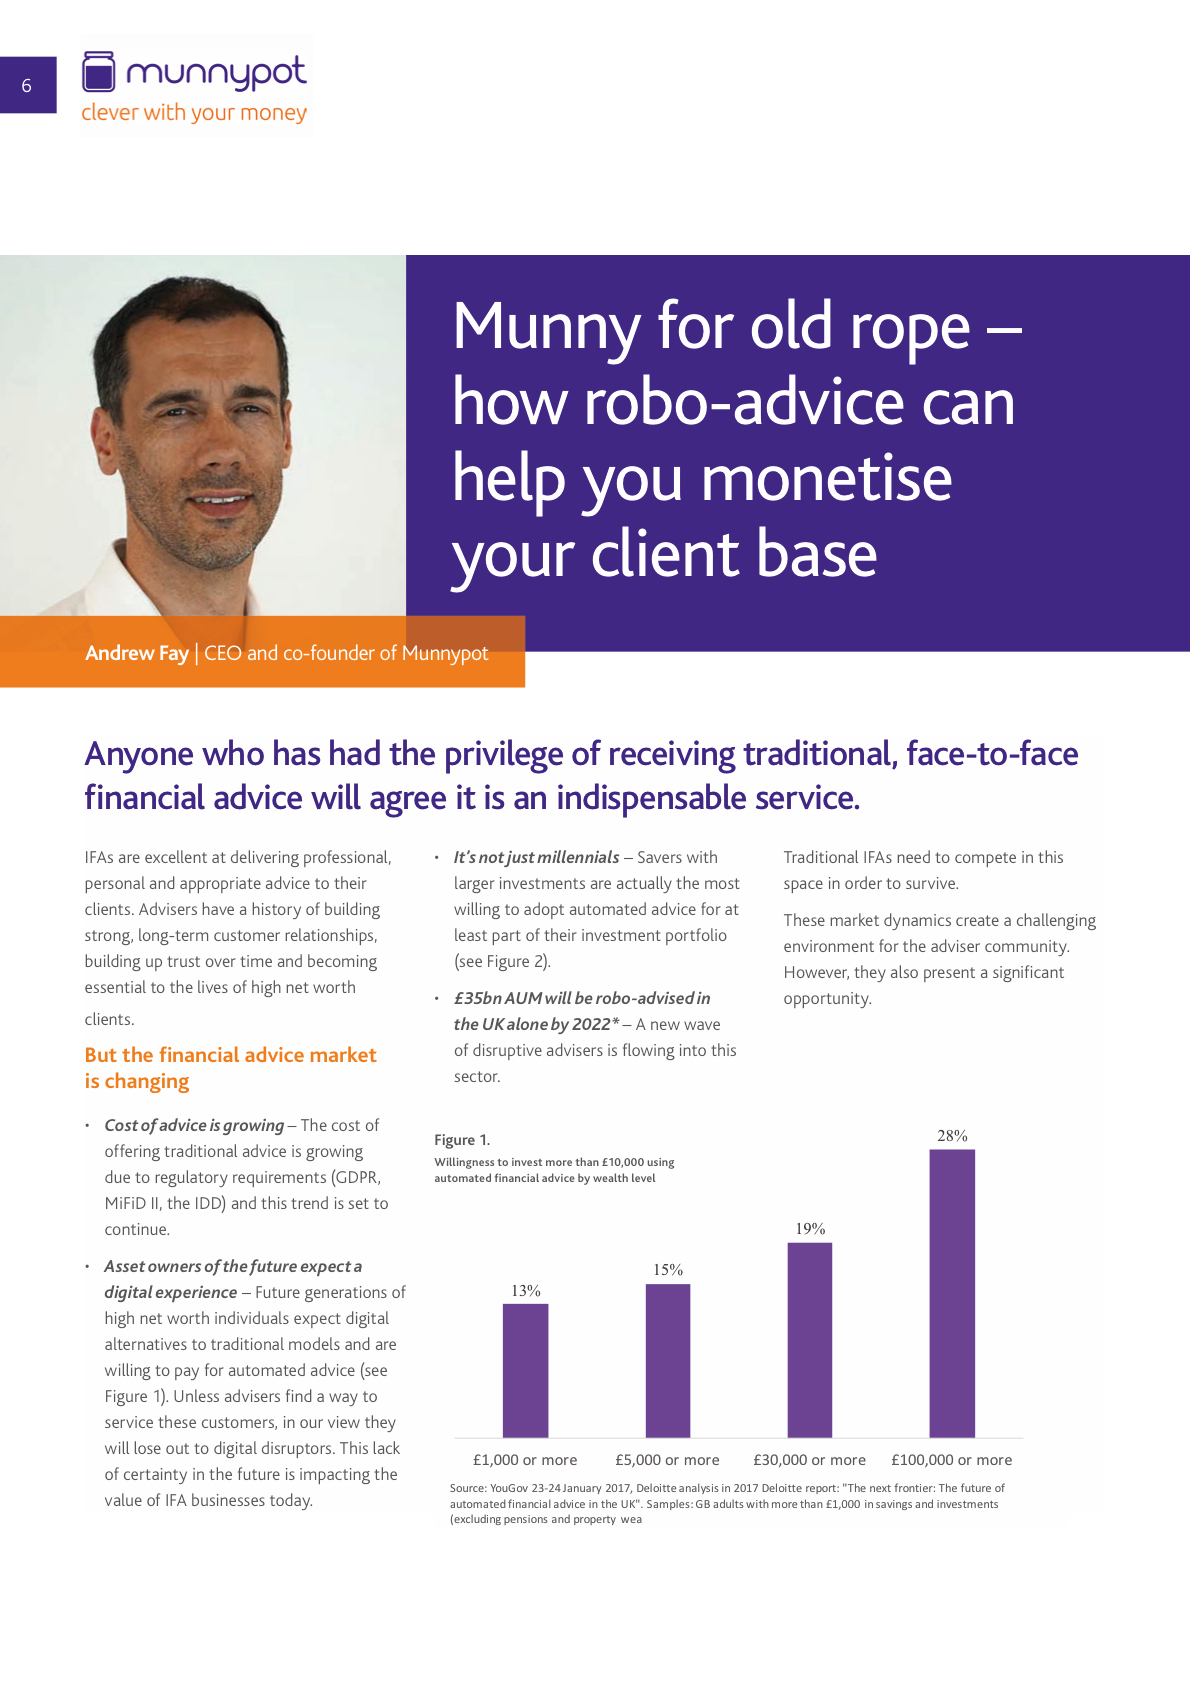 6
munnypot
clever with your money
Munny for old rope –
how robo-advice can
help you monetise
your client base
Andrew Fay | CEO and co-founder of Munnypot
Anyone who has had the privilege of receiving traditional, face-to-face
financial advice will agree it is an indispensable service.
IFAs are excellent at delivering professional,
personal and appropriate advice to their
clients. Advisers have a history of building
strong, long-term customer relationships,
building up trust over time and becoming
essential to the lives of high net worth
clients.
But the financial advice market
is changing
• Cost of advice is growing – The cost of
offering traditional advice is growing
due to regulatory requirements (GDPR,
MiFiD II, the IDD) and this trend is set to
continue.
• Asset owners of the future expect a
digital experience – Future generations of
high net worth individuals expect digital
alternatives to traditional models and are
willing to pay for automated advice (see
Figure 1). Unless advisers find a way to
service these customers, in our view they
will lose out to digital disruptors. This lack
of certainty in the future is impacting the
value of IFA businesses today.
• It's not just millennials – Savers with
larger investments are actually the most
willing to adopt automated advice for at
least part of their investment portfolio
(see Figure 2).
• £35bn AUM will be robo-advised in
the UK alone by 2022* – A new wave
of disruptive advisers is flowing into this
sector.
Traditional IFAs need to compete in this
space in order to survive.
These market dynamics create a challenging
environment for the adviser community.
However, they also present a significant
opportunity.
Figure 1.
Willingness to invest more than £10,000 using
automated financial advice by wealth level
13%
15%
19%
28%
£1,000 or more
£5,000 or more
£30,000 or more
£100,000 or more
Source: YouGov 23-24 January 2017, Deloitte analysis in 2017 Deloitte report: "The next frontier: The future of
automated financial advice in the UK". Samples: GB adults with more than £1,000 in savings and investments
(excluding pensions and property wea